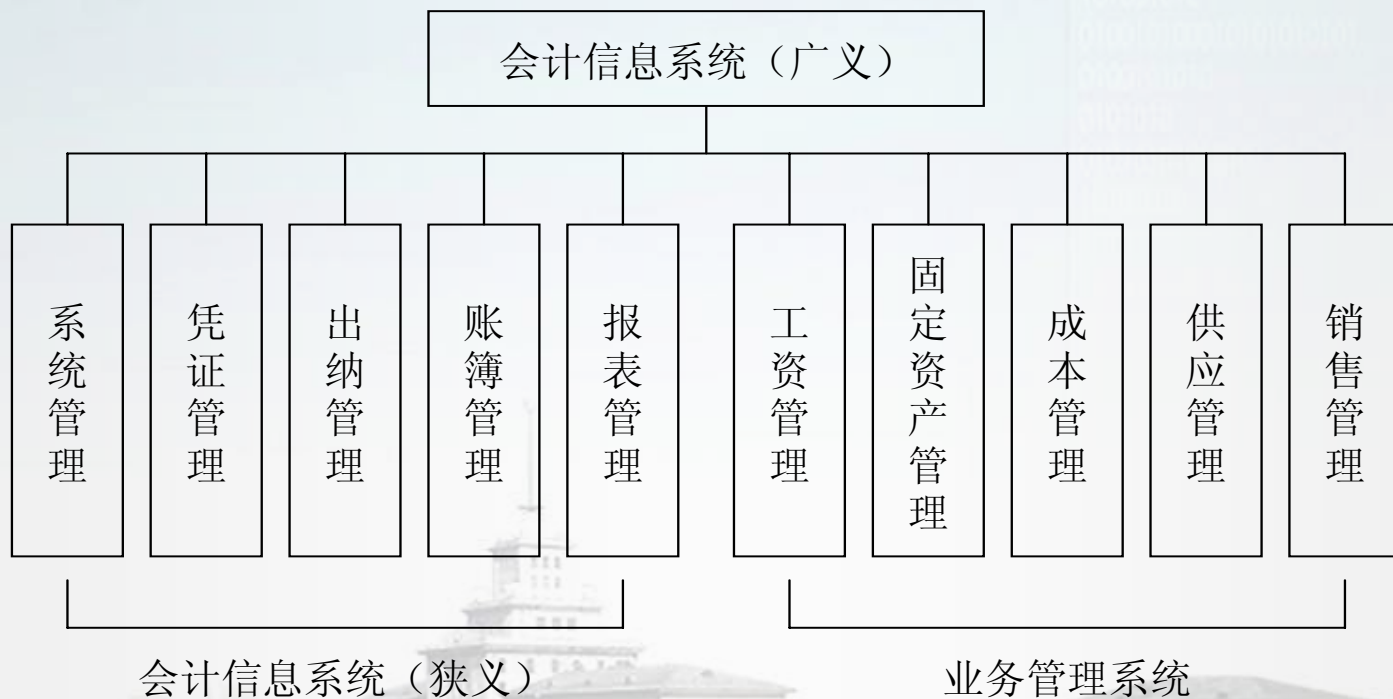 会计信息系统（广义）
系统管理
凭证管理
出纳管理
账簿管理
报表管理
工资管理
固定资产管理
成本管理
供应管理
销售管理
会计信息系统（狭义）
业务管理系统